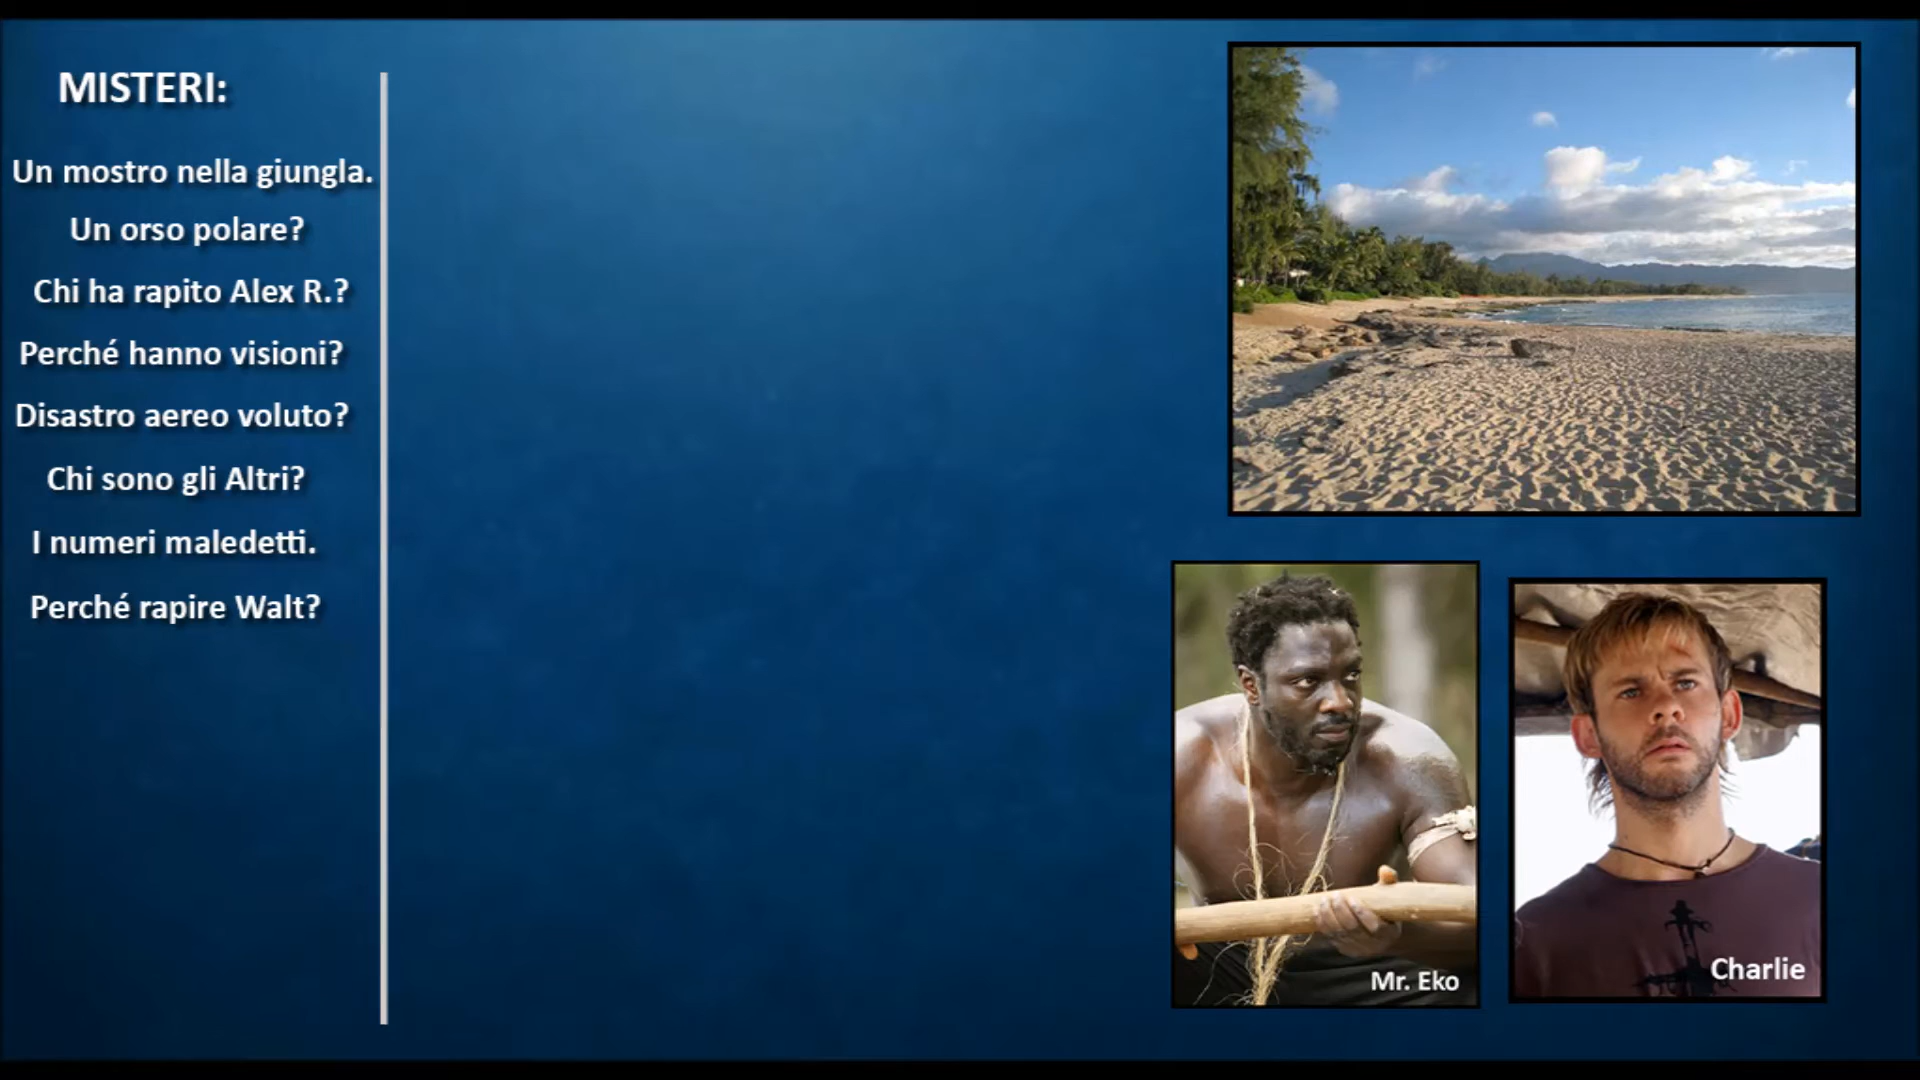 MISTERI:
Un mostro nella giungla.
Un orso polare?
Chi ha rapito Alex R.?
Perché hanno visioni?
Disastro aereo voluto?
Chi sono gli Altri?
I numeri maledetti.
Perché rapire Walt?
Mr. Eko
Charlie